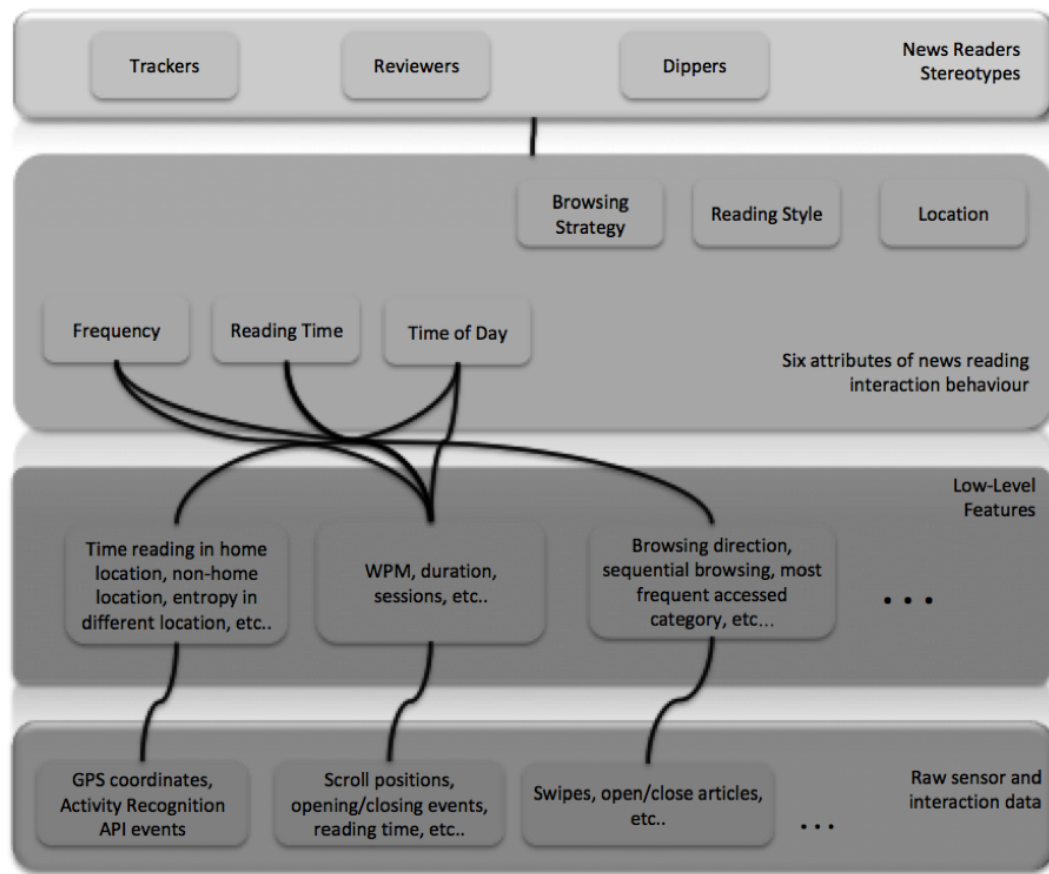 Trackers
Reviewers
Dippers
News Readers
Stereotypes
Browsing
Strategy
Reading Style
Location
Frequency
Reading Time
Time of Day
Six attributes of news reading
interaction behaviour
Low-Level
Features
Time reading in home
location, non-home
location, entropy in
different location, etc..
WPM, duration,
sessions, etc..
Browsing direction,
sequential browsing, most
frequent accessed
category, etc...
...
GPS coordinates,
Activity Recognition
API events
Scroll positions,
opening/closing events,
reading time, etc..
Swipes, open/close articles,
etc..
...
Raw sensor and
interaction data